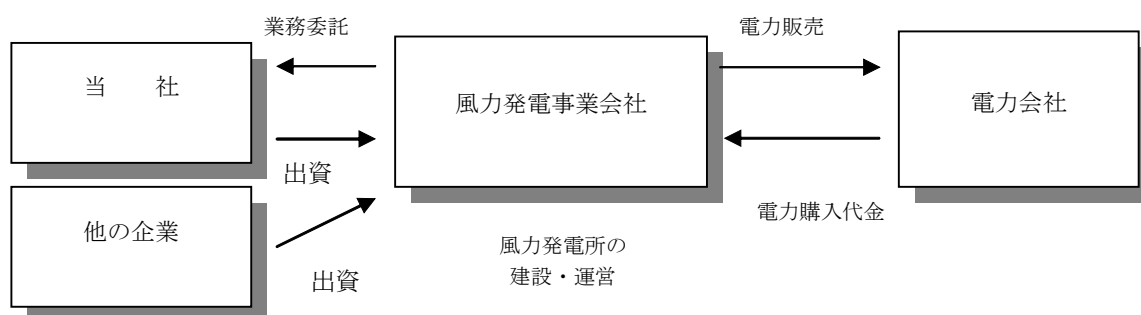 業務委託
電力販売
当　　社
風力発電事業会社
電力会社
出資
他の企業
電力購入代金
風力発電所の
建設・運営
出資